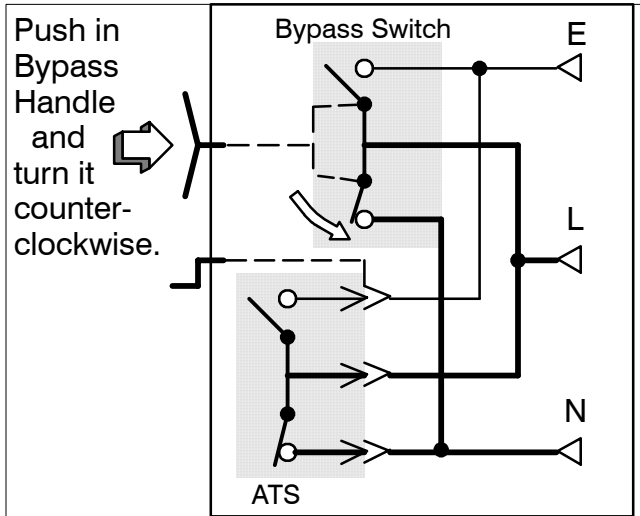 Push in
Bypass
Handle
and
turn it
counter-
clockwise.
Bypass Switch
E
L
N
ATS